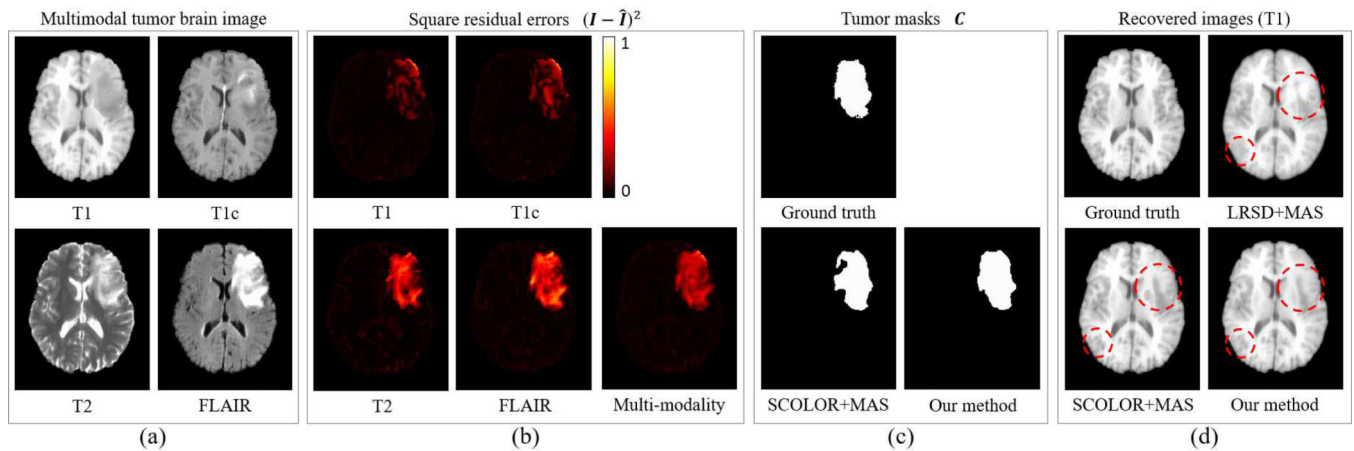 Multimodal tumor brain image
Square residual errors (I − Î)²
Tumor masks C
Recovered images (T1)
1
0
T1
T1c
T1
T1c
Ground truth
Ground truth
LRSD+MAS
T2
FLAIR
T2
FLAIR
Multi-modality
SCOLOR+MAS
Our method
SCOLOR+MAS
Our method
(a)
(b)
(c)
(d)